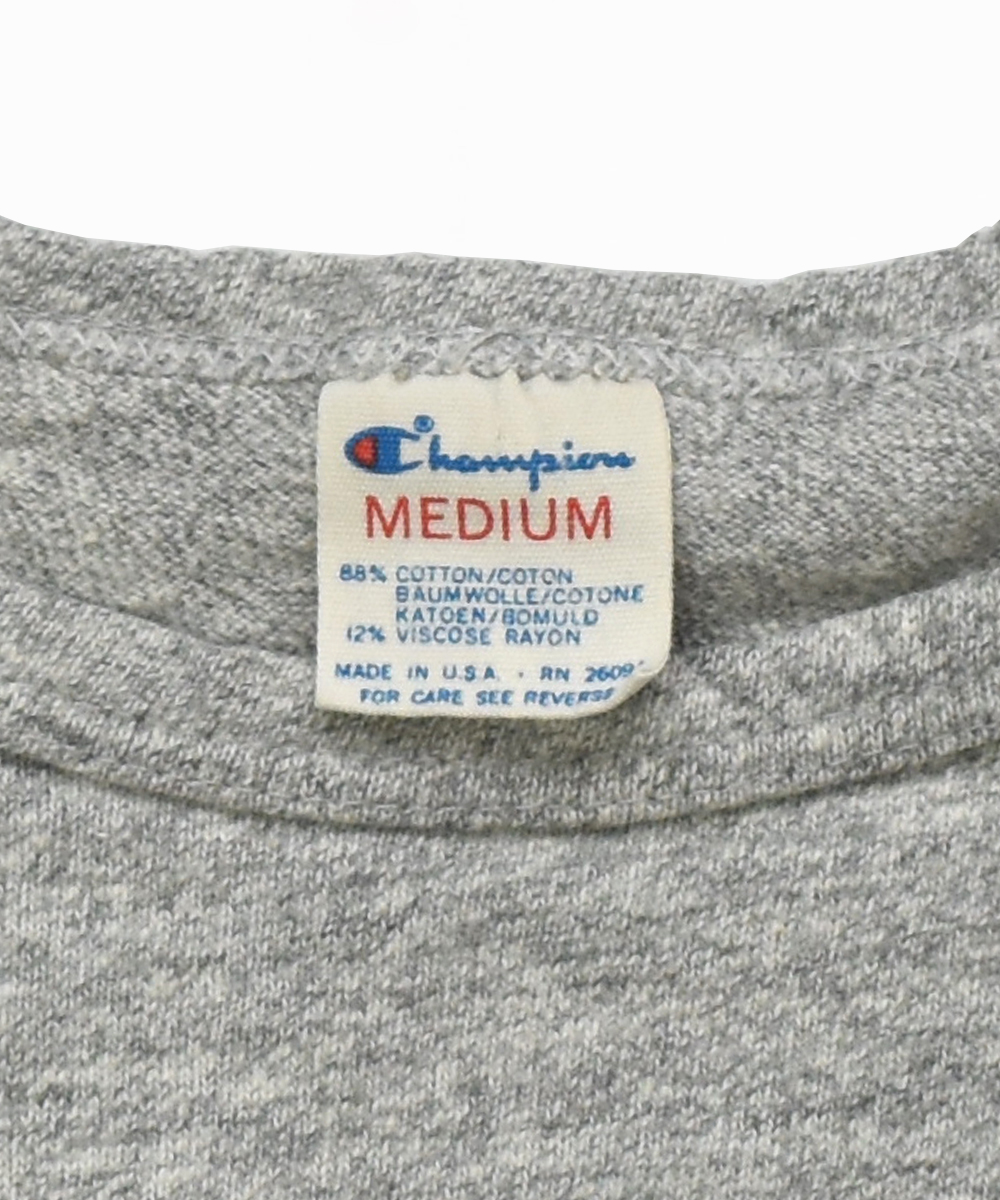 Champion®
MEDIUM
88% COTTON/COTON
BAUMWOLLE/COTONE
KATOEN/BOMULD
12% VISCOSE RAYON
MADE IN U.S.A. · RN 2609
FOR CARE SEE REVERSE